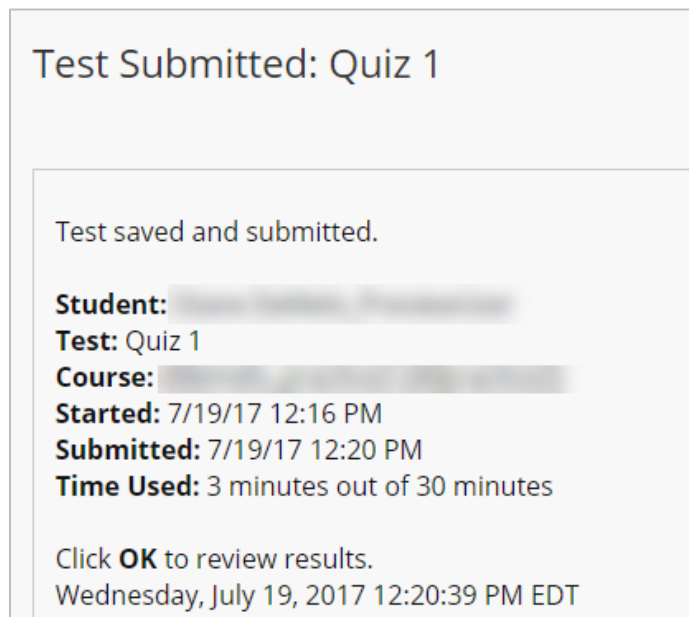 Test Submitted: Quiz 1
Test saved and submitted.
Student:
Test: Quiz 1
Course:
Started: 7/19/17 12:16 PM
Submitted: 7/19/17 12:20 PM
Time Used: 3 minutes out of 30 minutes
Click OK to review results.
Wednesday, July 19, 2017 12:20:39 PM EDT